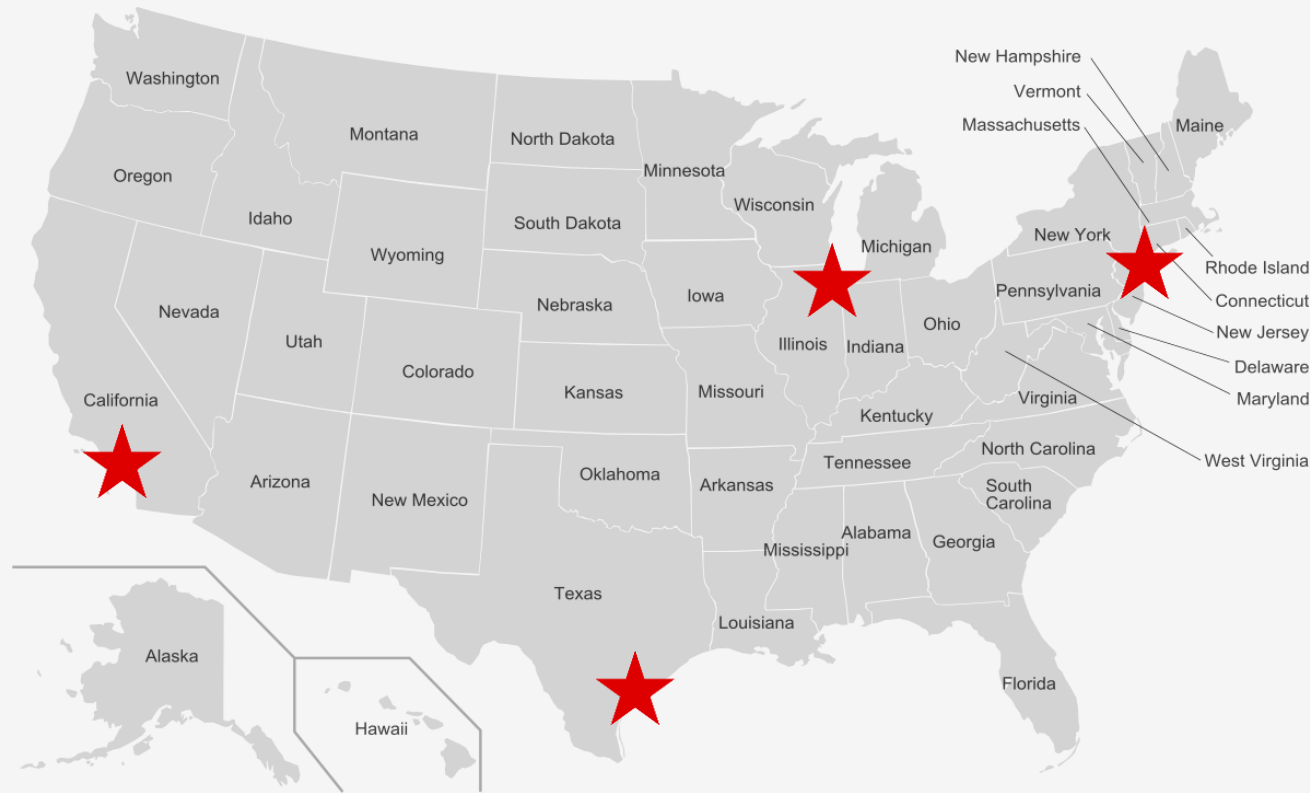 New Hampshire
Vermont
Massachusetts
Washington
Maine
Montana
North Dakota
Oregon
Minnesota
Wisconsin
Idaho
South Dakota
New York
Michigan
Wyoming
Rhode Island
Pennsylvania
Iowa
Connecticut
Nebraska
Nevada
Ohio
New Jersey
Utah
Illinois
Indiana
Delaware
Colorado
Kansas
Missouri
California
Virginia
Maryland
Kentucky
North Carolina
Tennessee
West Virginia
Oklahoma
Arizona
Arkansas
South
Carolina
New Mexico
Alabama
Georgia
Mississippi
Texas
Louisiana
Alaska
Florida
Hawaii